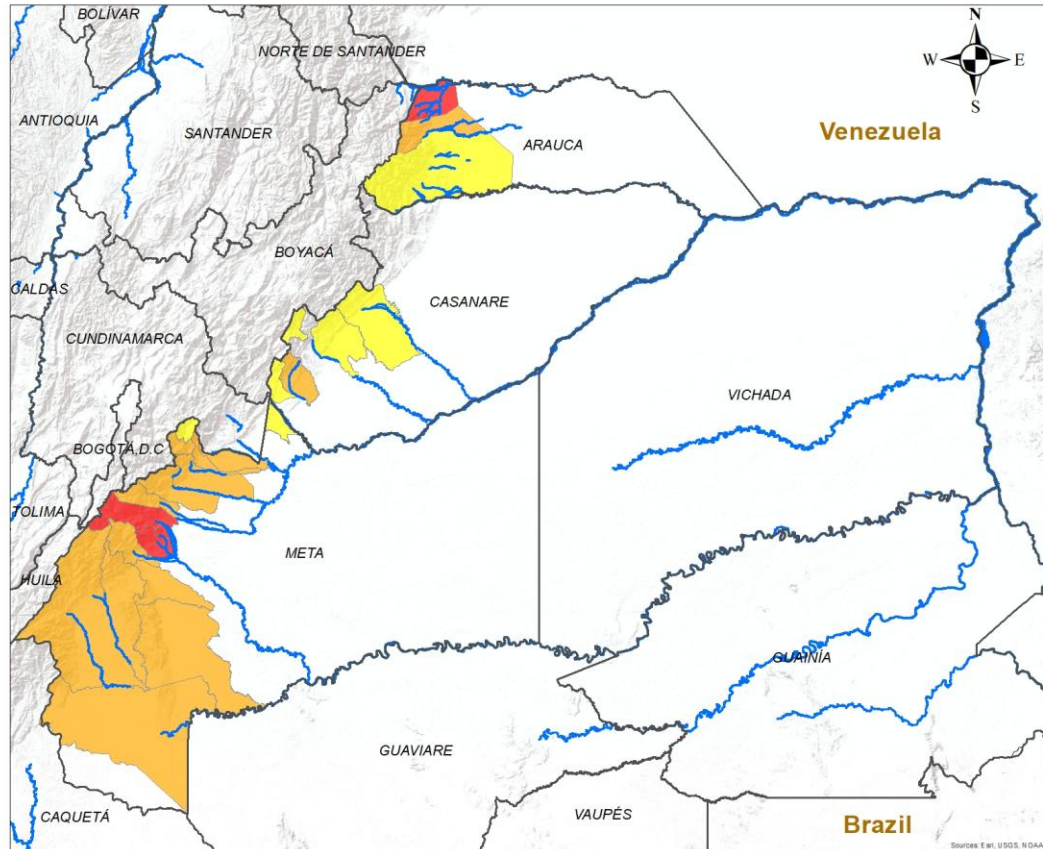 BOLÍVAR
NORTE DE SANTANDER
N
W
E
S
ANTIOQUIA
SANTANDER
ARAUCA
Venezuela
BOYACÁ
CALDAS
CASANARE
CUNDINAMARCA
VICHADA
BOGOTÁ,D.C
TOLIMA
META
HUILA
GUAINÍA
GUAVIARE
CAQUETÁ
VAUPÉS
Brazil
Sources: Esri, USGS, NOAA